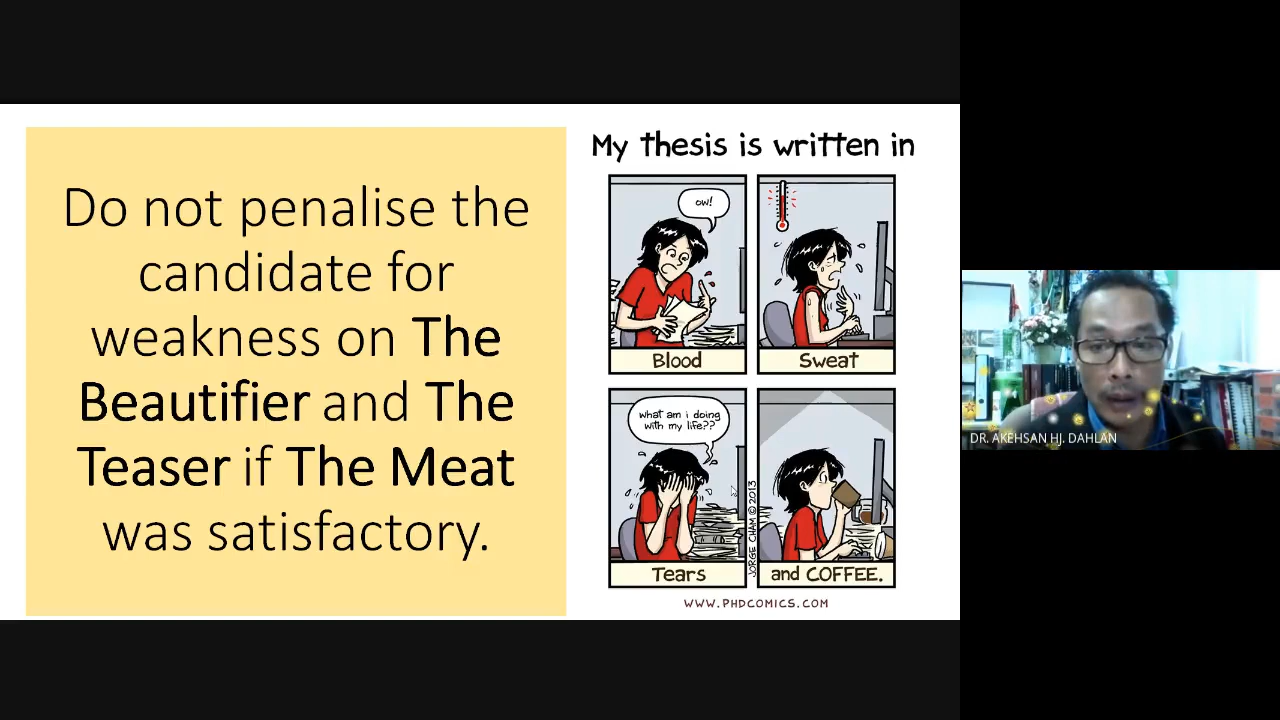 Do not penalise the
candidate for
weakness on The
Beautifier and The
Teaser if The Meat
was satisfactory.
My thesis is written in
ow!
Blood
Sweat
what am i doing
with my life??
Tears
and COFFEE.
JORGE CHAM © 2013
WWW.PHDCOMICS.COM
DR. AKEHSAN HJ. DAHLAN